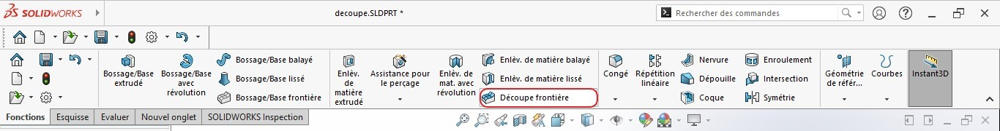 SOLIDWORKS
decoupe.SLDPRT *
Rechercher des commandes
Bossage/Base
extrudé
Bossage/Base
avec
révolution
Bossage/Base balayé
Bossage/Base lissé
Bossage/Base frontière
Enlèv.
de
matière
extrudé
Assistance pour
le perçage
Enlèv. de
mat. avec
révolution
Enlèv. de matière balayé
Enlèv. de matière lissé
Découpe frontière
Congé
Répétition
linéaire
Nervure
Dépouille
Coque
Enroulement
Intersection
Symétrie
Géométrie
de référ...
Courbes
Instant3D
Fonctions
Esquisse
Evaluer
Nouvel onglet
SOLIDWORKS Inspection